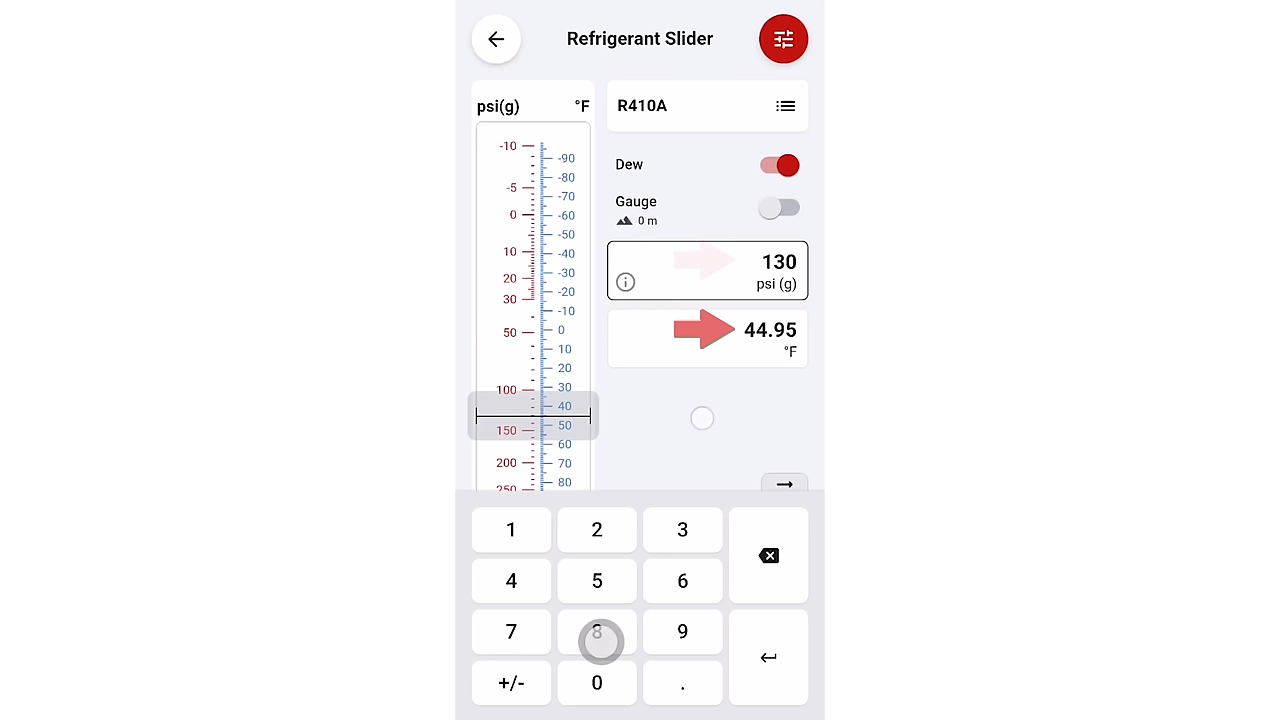 Refrigerant Slider
psi(g) °F
-10
-5
0
10
20
30
50
100
150
200
250
-90
-80
-70
-60
-50
-40
-30
-20
-10
0
10
20
30
40
50
60
70
80
R410A
Dew
Gauge
0 m
130
psi (g)
44.95
°F
1 2 3
4 5 6
7 8 9
+/- 0 .